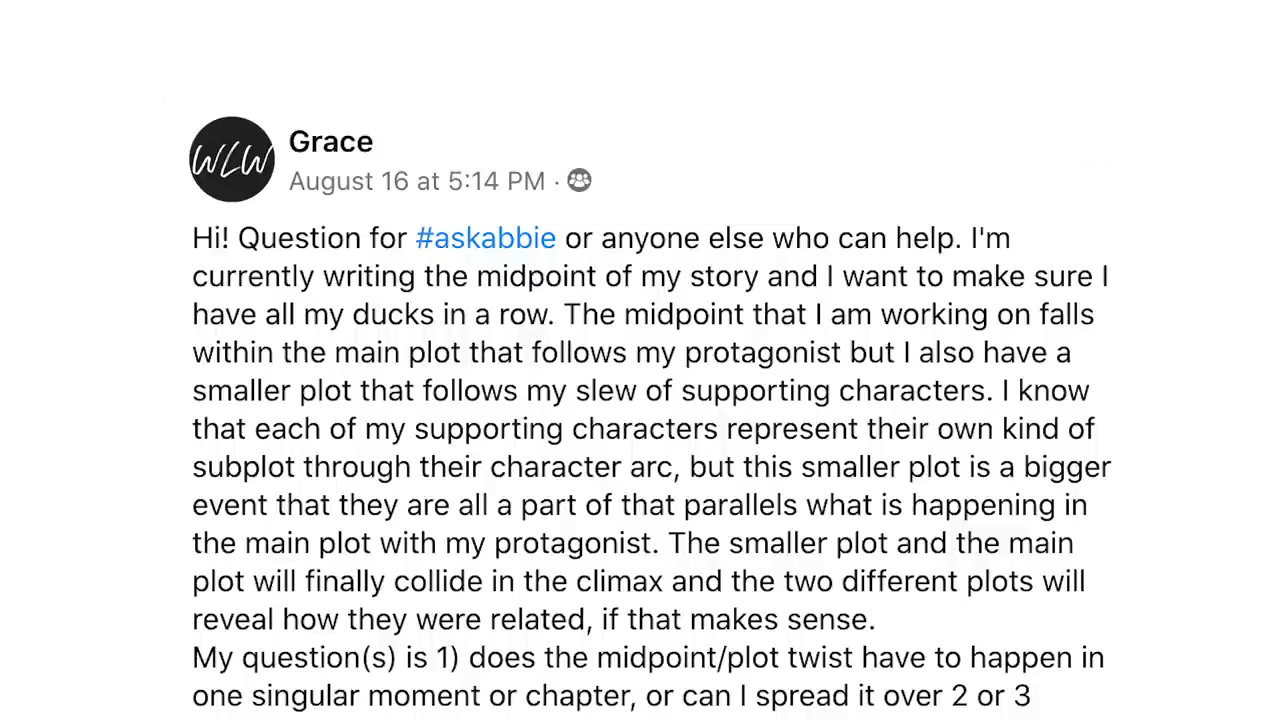 WLW
Grace
August 16 at 5:14 PM ·
Hi! Question for #askabbie or anyone else who can help. I'm
currently writing the midpoint of my story and I want to make sure I
have all my ducks in a row. The midpoint that I am working on falls
within the main plot that follows my protagonist but I also have a
smaller plot that follows my slew of supporting characters. I know
that each of my supporting characters represent their own kind of
subplot through their character arc, but this smaller plot is a bigger
event that they are all a part of that parallels what is happening in
the main plot with my protagonist. The smaller plot and the main
plot will finally collide in the climax and the two different plots will
reveal how they were related, if that makes sense.
My question(s) is 1) does the midpoint/plot twist have to happen in
one singular moment or chapter, or can I spread it over 2 or 3